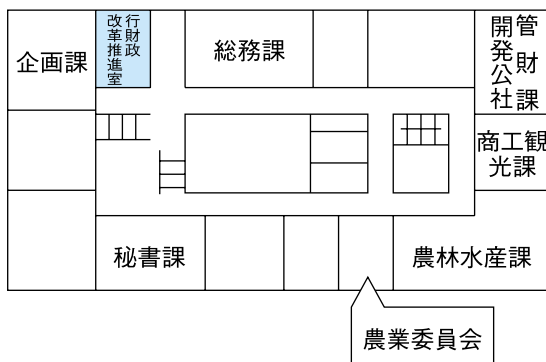 企画課
行財政
改革推進室
総務課
管財課
開発公社
商工観
光課
秘書課
農林水産課
農業委員会